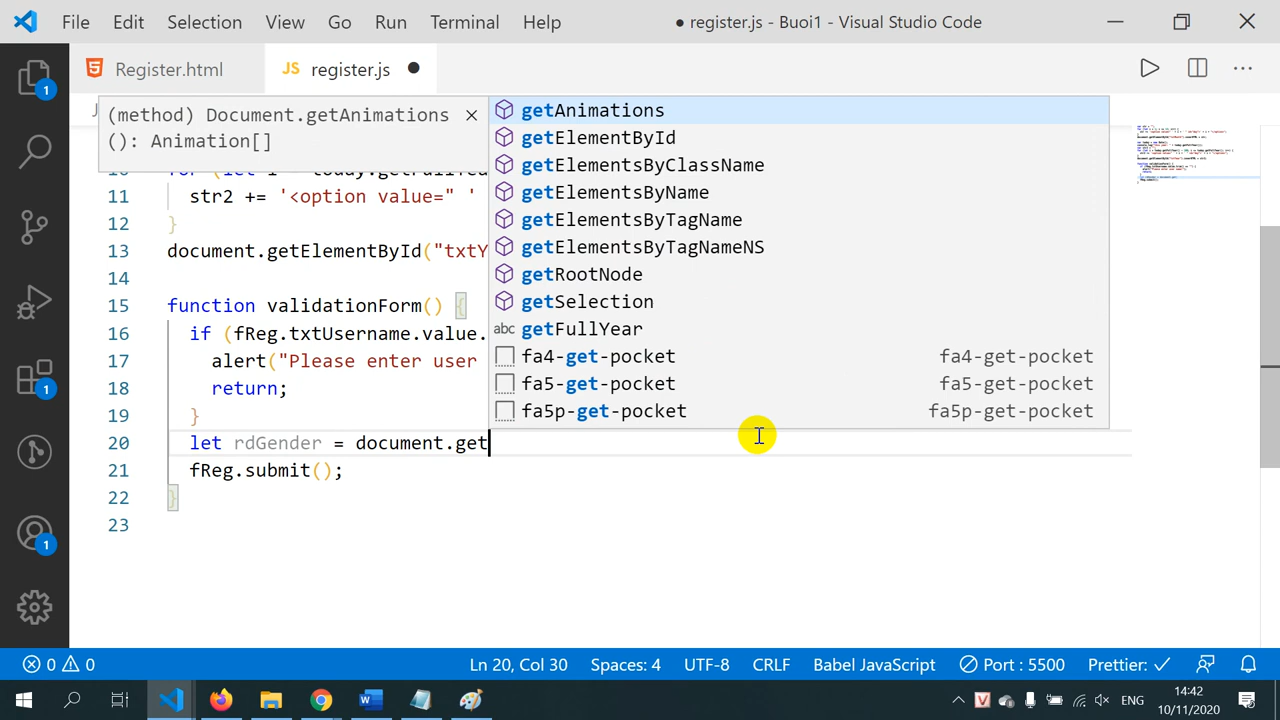 File Edit Selection View Go Run Terminal Help ● register.js - Buoi1 - Visual Studio Code
Register.html JS register.js ●
(method) Document.getAnimations
(): Animation[]
getAnimations
getElementById
getElementsByClassName
getElementsByName
getElementsByTagName
getElementsByTagNameNS
getRootNode
getSelection
abc getFullYear
fa4-get-pocket fa4-get-pocket
fa5-get-pocket fa5-get-pocket
fa5p-get-pocket fa5p-get-pocket
11 str2 += '<option value=" '
12 }
13 document.getElementById("txtY
14
15 function validationForm() {
16 if (fReg.txtUsername.value.
17 alert("Please enter user
18 return;
19 }
20 let rdGender = document.get
21 fReg.submit();
22 }
23
1
1
1
0 0 Ln 20, Col 30 Spaces: 4 UTF-8 CRLF Babel JavaScript Port : 5500 Prettier: ✓
ENG 14:42
10/11/2020